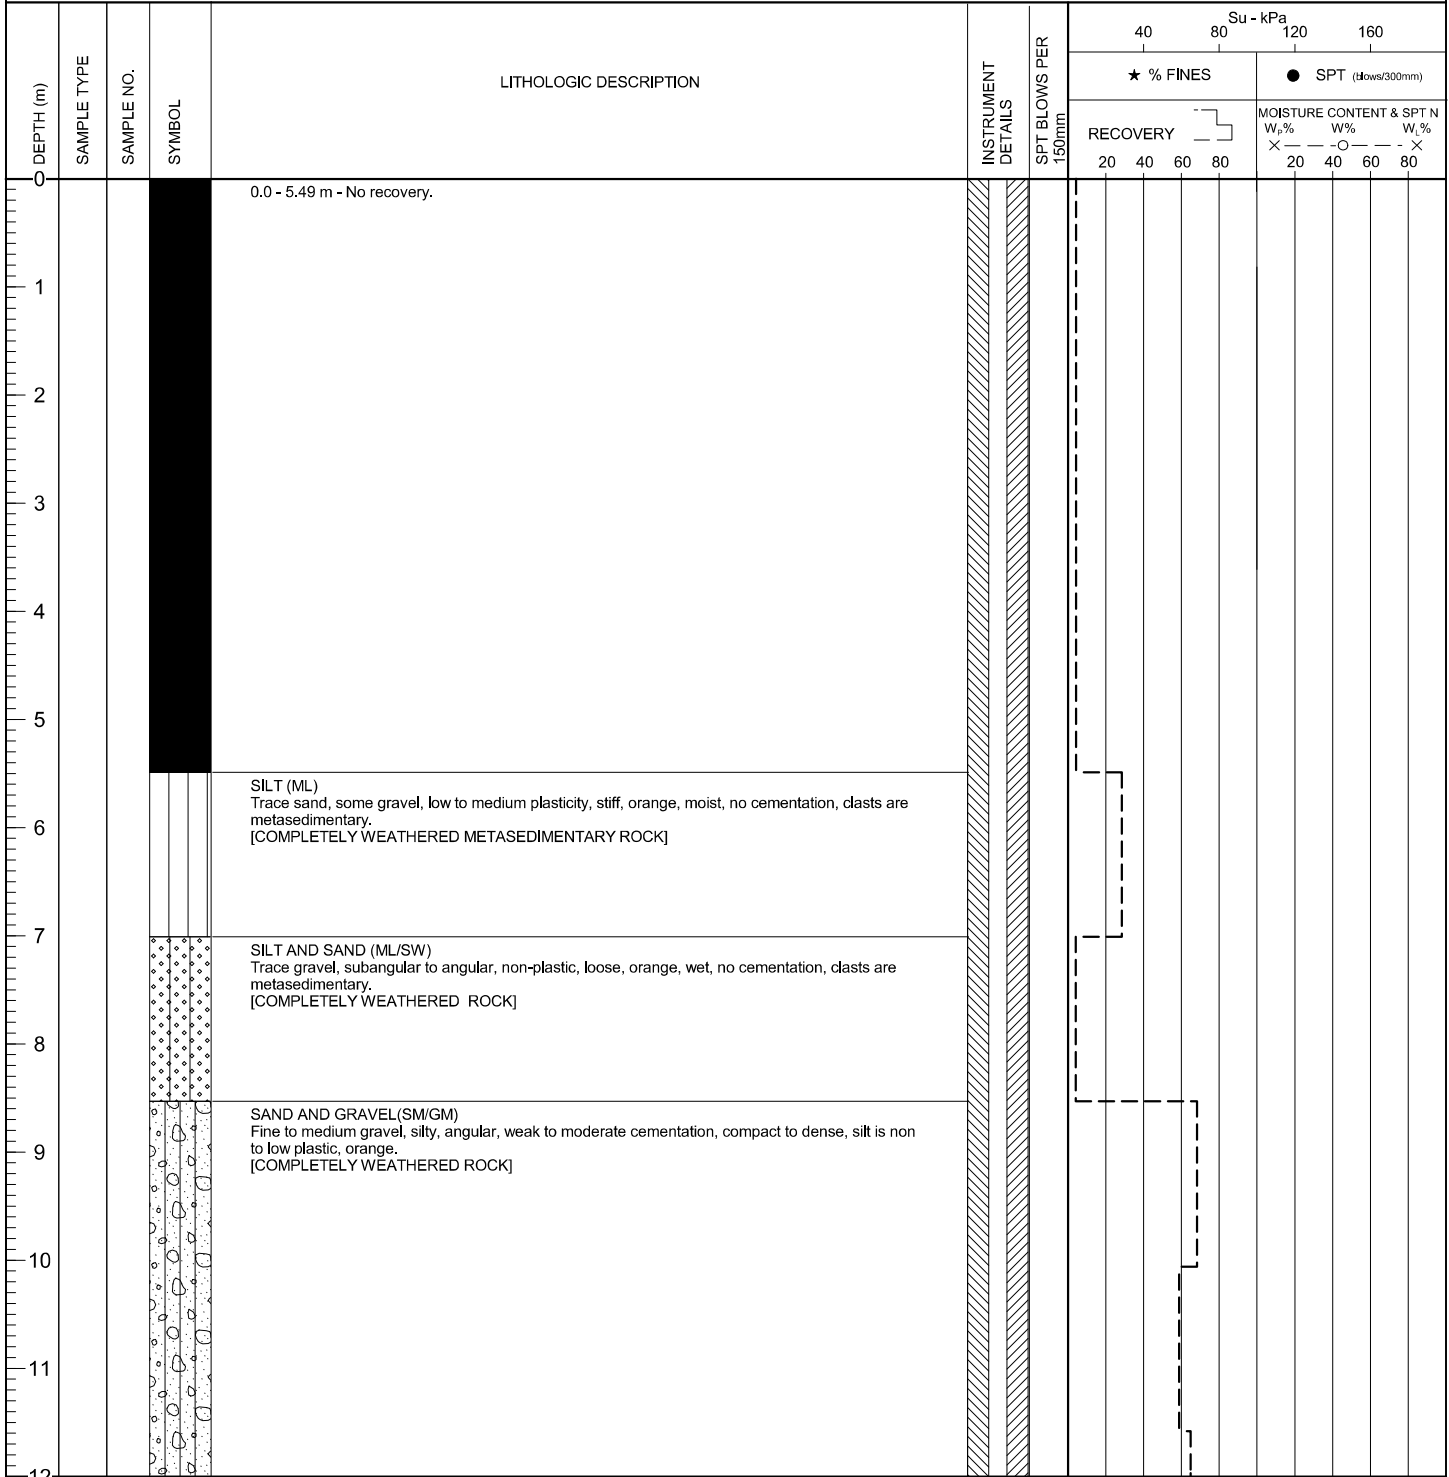 DEPTH (m)
SAMPLE TYPE
SAMPLE NO.
SYMBOL
LITHOLOGIC DESCRIPTION
INSTRUMENT
DETAILS
SPT BLOWS PER
150mm
Su - kPa
40 80 120 160
★ % FINES
● SPT (blows/300mm)
RECOVERY
MOISTURE CONTENT & SPT N
WP% W% WL%
20 40 60 80 20 40 60 80
0
0.0 - 5.49 m - No recovery.
1
2
3
4
5
SILT (ML)
Trace sand, some gravel, low to medium plasticity, stiff, orange, moist, no cementation, clasts are
metasedimentary.
6
[COMPLETELY WEATHERED METASEDIMENTARY ROCK]
7
SILT AND SAND (ML/SW)
Trace gravel, subangular to angular, non-plastic, loose, orange, wet, no cementation, clasts are
metasedimentary.
[COMPLETELY WEATHERED ROCK]
8
SAND AND GRAVEL(SM/GM)
Fine to medium gravel, silty, angular, weak to moderate cementation, compact to dense, silt is non
to low plastic, orange.
9
[COMPLETELY WEATHERED ROCK]
10
11
12